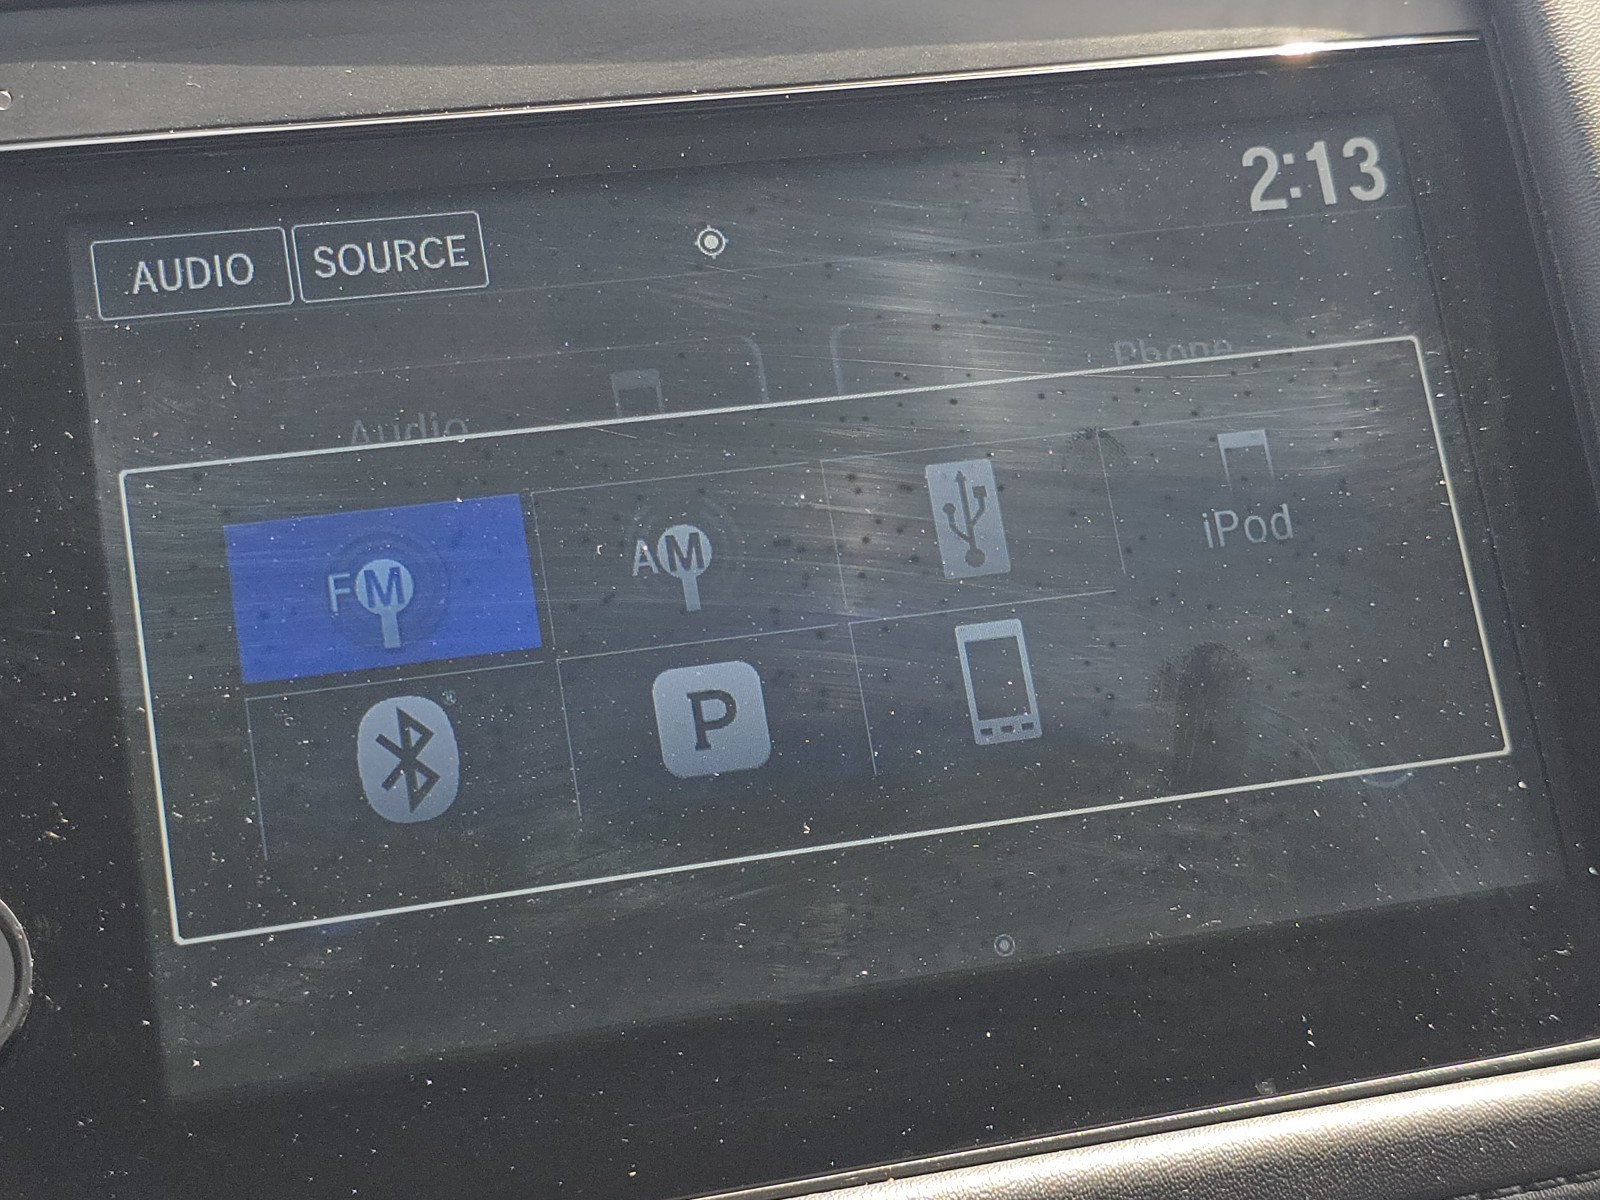 2:13
AUDIO SOURCE
Phone
Audio
FM AM iPod
® P